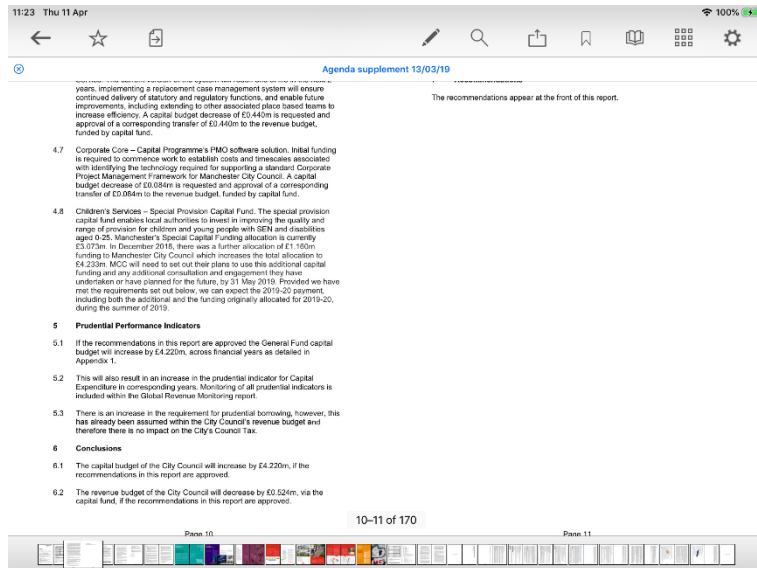 11:23 Thu 11 Apr
100%
Agenda supplement 13/03/19
years, implementing a replacement case management system will ensure
continued delivery of statutory and regulatory functions, and enable future
improvements, including extending to other associated place based teams to
increase efficiency. A capital budget decrease of £0.440m is requested and
approval of a corresponding transfer of £0.440m to the revenue budget,
funded by capital fund.
4.7 Corporate Core – Capital Programme's PMO software solution. Initial funding
is required to commence work to establish costs and timescales associated
with identifying the technology required for supporting a standard Corporate
Project Management Framework for Manchester City Council. A capital
budget decrease of £0.084m is requested and approval of a corresponding
transfer of £0.084m to the revenue budget, funded by capital fund.
4.8 Children's Services – Special Provision Capital Fund. The special provision
capital fund enables local authorities to invest in improving the quality and
range of provision for children and young people with SEN and disabilities
aged 0-25. Manchester's Special Capital Funding allocation is currently
£3.073m. In December 2018, there was a further allocation of £1.160m
funding to Manchester City Council which increases the total allocation to
£4.233m. MCC will need to set out their plans to use this additional capital
funding and any additional consultation and engagement they have
undertaken or have planned for the future, by 31 May 2019. Provided we have
met the requirements set out below, we can expect the 2019-20 payment,
including both the additional and the funding originally allocated for 2019-20,
during the summer of 2019.
5 Prudential Performance Indicators
5.1 If the recommendations in this report are approved the General Fund capital
budget will increase by £4.220m, across financial years as detailed in
Appendix 1.
5.2 This will also result in an increase in the prudential indicator for Capital
Expenditure in corresponding years. Monitoring of all prudential indicators is
included within the Global Revenue Monitoring report.
5.3 There is an increase in the requirement for prudential borrowing, however, this
has already been assumed within the City Council's revenue budget and
therefore there is no impact on the City's Council Tax.
6 Conclusions
6.1 The capital budget of the City Council will increase by £4.220m, if the
recommendations in this report are approved.
6.2 The revenue budget of the City Council will decrease by £0.524m, via the
capital fund, if the recommendations in this report are approved.
Page 10
The recommendations appear at the front of this report.
Page 11
10–11 of 170